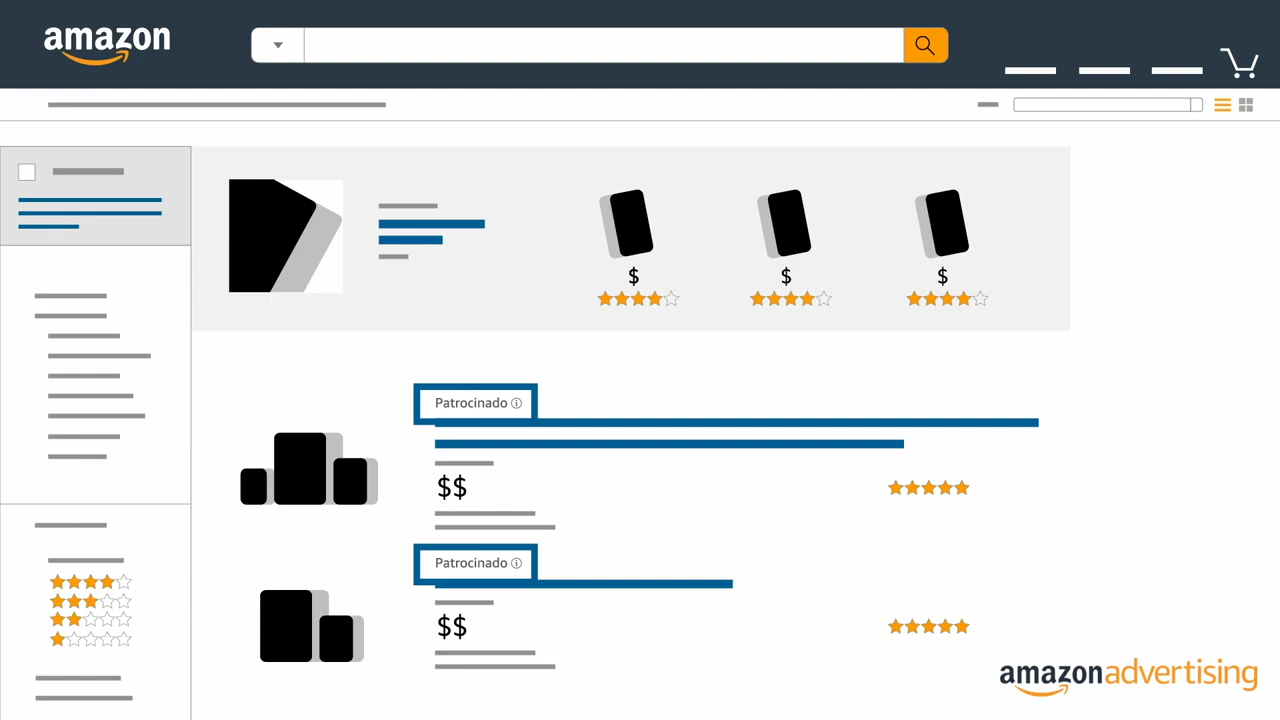 amazon
$ $ $
Patrocinado
$$
Patrocinado
$$
amazonadvertising